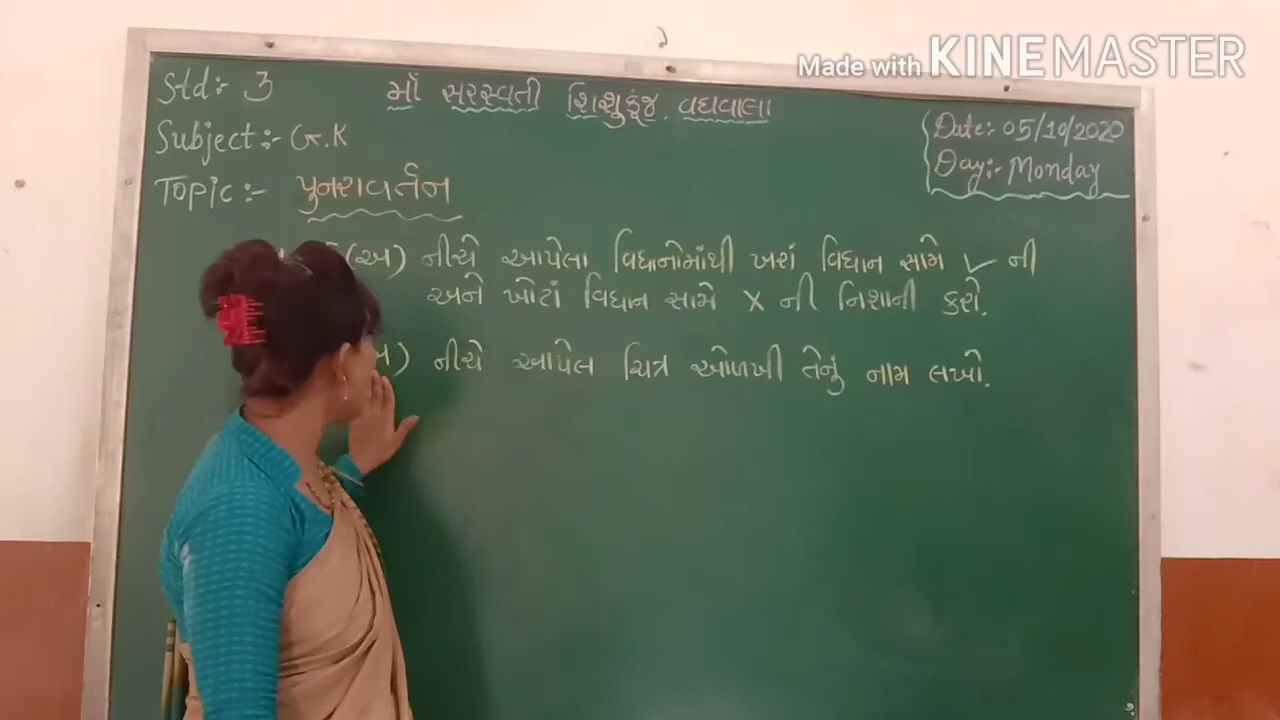 Made with KINEMASTER
Std:- 3
માઁ સરસ્વતી શિશુકૂંજ. વઘાવાલા
Subject:- G.K
Date:- 05/10/2020
Day:- Monday
Topic:- પુનરાવર્તન
(અ) નીચે આપેલા વિધાનોમાંથી ખરાં વિધાન સામે ✓ ની
અને ખોટાં વિધાન સામે X ની નિશાની કરો.
) નીચે આપેલ ચિત્ર ઓળખી તેનું નામ લખો.